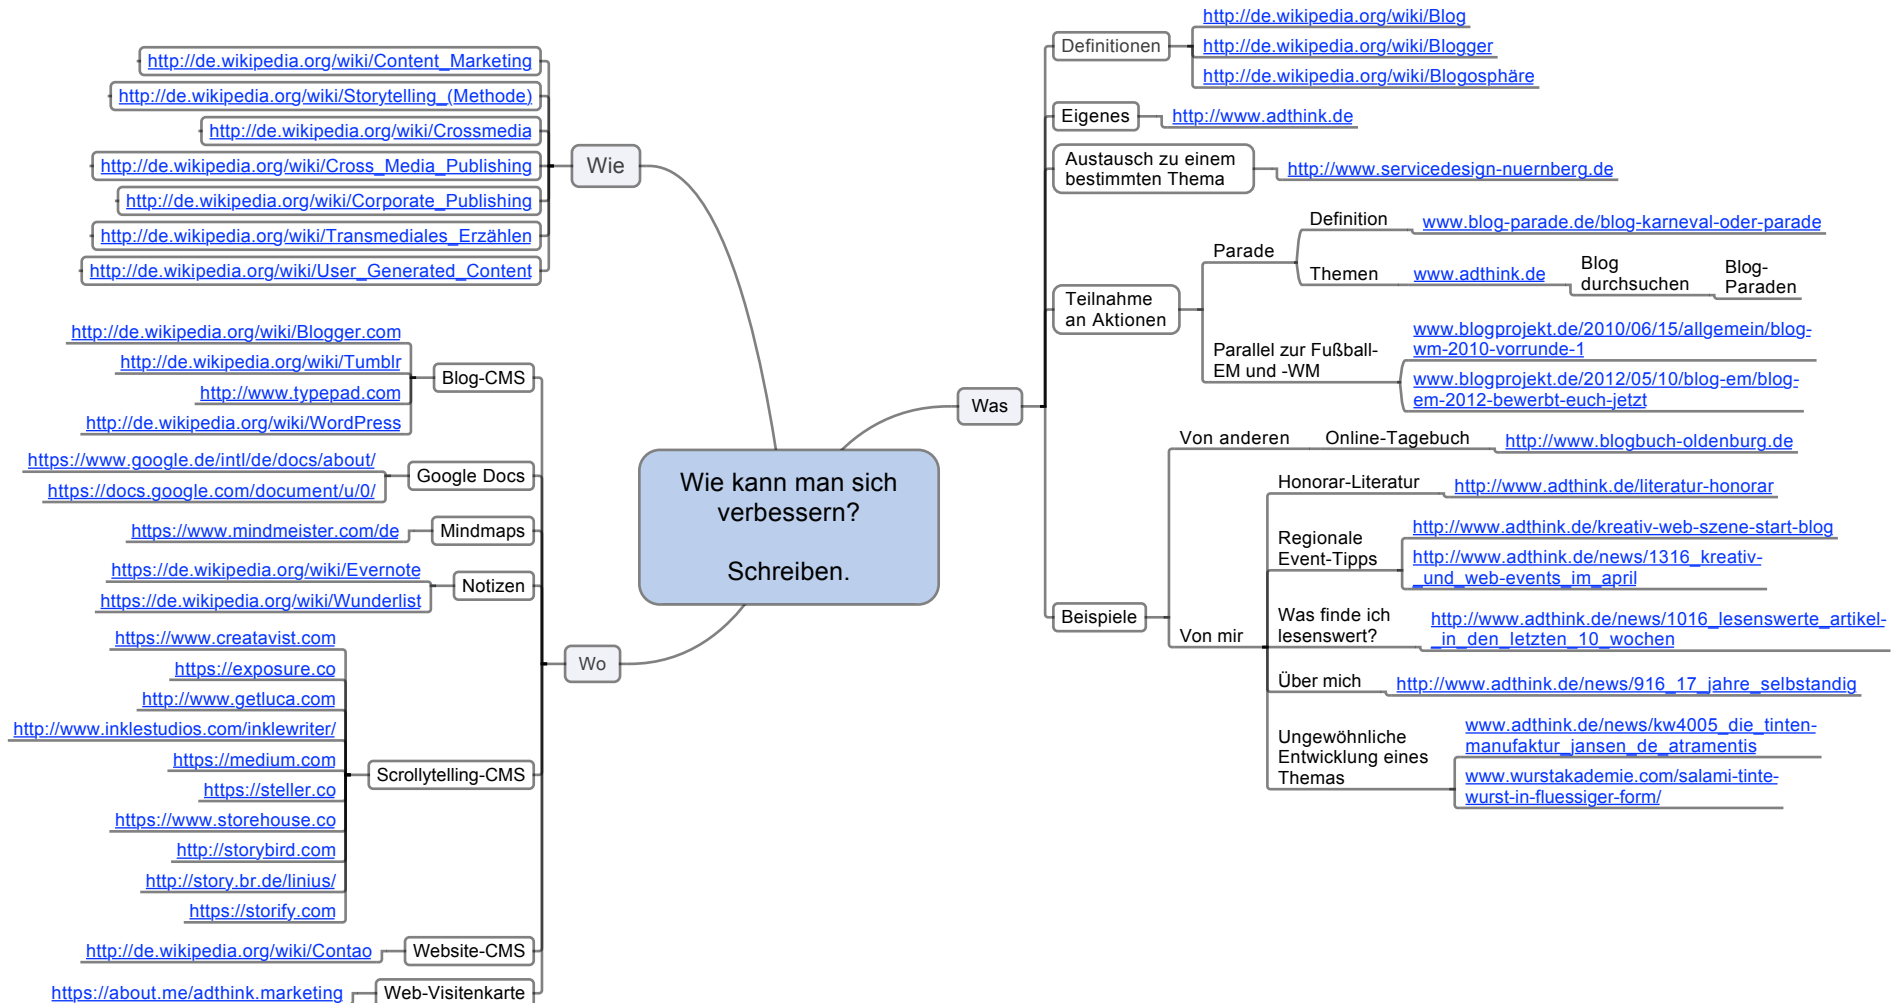 Wie kann man sich
verbessern?
Schreiben.
Wie
http://de.wikipedia.org/wiki/Content_Marketing
http://de.wikipedia.org/wiki/Storytelling_(Methode)
http://de.wikipedia.org/wiki/Crossmedia
http://de.wikipedia.org/wiki/Cross_Media_Publishing
http://de.wikipedia.org/wiki/Corporate_Publishing
http://de.wikipedia.org/wiki/Transmediales_Erzählen
http://de.wikipedia.org/wiki/User_Generated_Content
Wo
Blog-CMS
http://de.wikipedia.org/wiki/Blogger.com
http://de.wikipedia.org/wiki/Tumblr
http://www.typepad.com
http://de.wikipedia.org/wiki/WordPress
Google Docs
https://www.google.de/intl/de/docs/about/
https://docs.google.com/document/u/0/
Mindmaps
https://www.mindmeister.com/de
Notizen
https://de.wikipedia.org/wiki/Evernote
https://de.wikipedia.org/wiki/Wunderlist
Scrollytelling-CMS
https://www.creatavist.com
https://exposure.co
http://www.getluca.com
http://www.inklestudios.com/inklewriter/
https://medium.com
https://steller.co
https://www.storehouse.co
http://storybird.com
http://story.br.de/linius/
https://storify.com
Website-CMS
http://de.wikipedia.org/wiki/Contao
Web-Visitenkarte
https://about.me/adthink.marketing
Was
Definitionen
http://de.wikipedia.org/wiki/Blog
http://de.wikipedia.org/wiki/Blogger
http://de.wikipedia.org/wiki/Blogosphäre
Eigenes
http://www.adthink.de
Austausch zu einem
bestimmten Thema
http://www.servicedesign-nuernberg.de
Teilnahme
an Aktionen
Parade
Definition
www.blog-parade.de/blog-karneval-oder-parade
Themen
www.adthink.de
Blog
durchsuchen
Blog-
Paraden
Parallel zur Fußball-
EM und -WM
www.blogprojekt.de/2010/06/15/allgemein/blog-
wm-2010-vorrunde-1
www.blogprojekt.de/2012/05/10/blog-em/blog-
em-2012-bewerbt-euch-jetzt
Beispiele
Von anderen
Online-Tagebuch
http://www.blogbuch-oldenburg.de
Von mir
Honorar-Literatur
http://www.adthink.de/literatur-honorar
Regionale
Event-Tipps
http://www.adthink.de/kreativ-web-szene-start-blog
http://www.adthink.de/news/1316_kreativ-
_und_web-events_im_april
Was finde ich
lesenswert?
http://www.adthink.de/news/1016_lesenswerte_artikel-
_in_den_letzten_10_wochen
Über mich
http://www.adthink.de/news/916_17_jahre_selbstandig
Ungewöhnliche
Entwicklung eines
Themas
www.adthink.de/news/kw4005_die_tinten-
manufaktur_jansen_de_atramentis
www.wurstakademie.com/salami-tinte-
wurst-in-fluessiger-form/